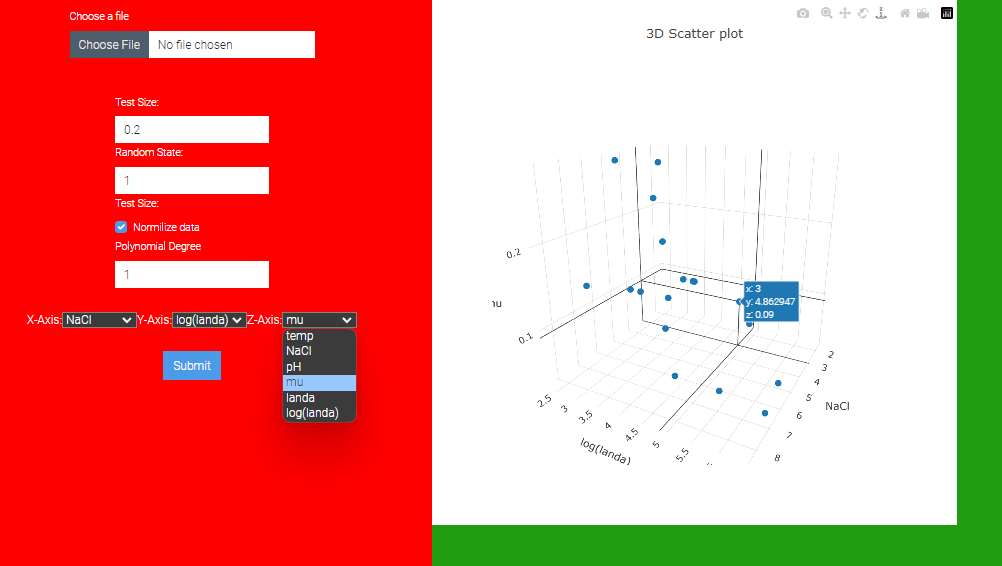 Choose a file
Choose File No file chosen
Test Size:
0.2
Random State:
1
Test Size:
Normilize data
Polynomial Degree
1
X-Axis: NaCl Y-Axis: log(landa) Z-Axis: mu
temp
NaCl
pH
mu
landa
log(landa)
Submit
3D Scatter plot
0.2
0.1
x: 3
y: 4.862947
z: 0.09
2.5
3
3.5
4
4.5
5
5.5
log(landa)
2
3
4
5
6
7
8
NaCl